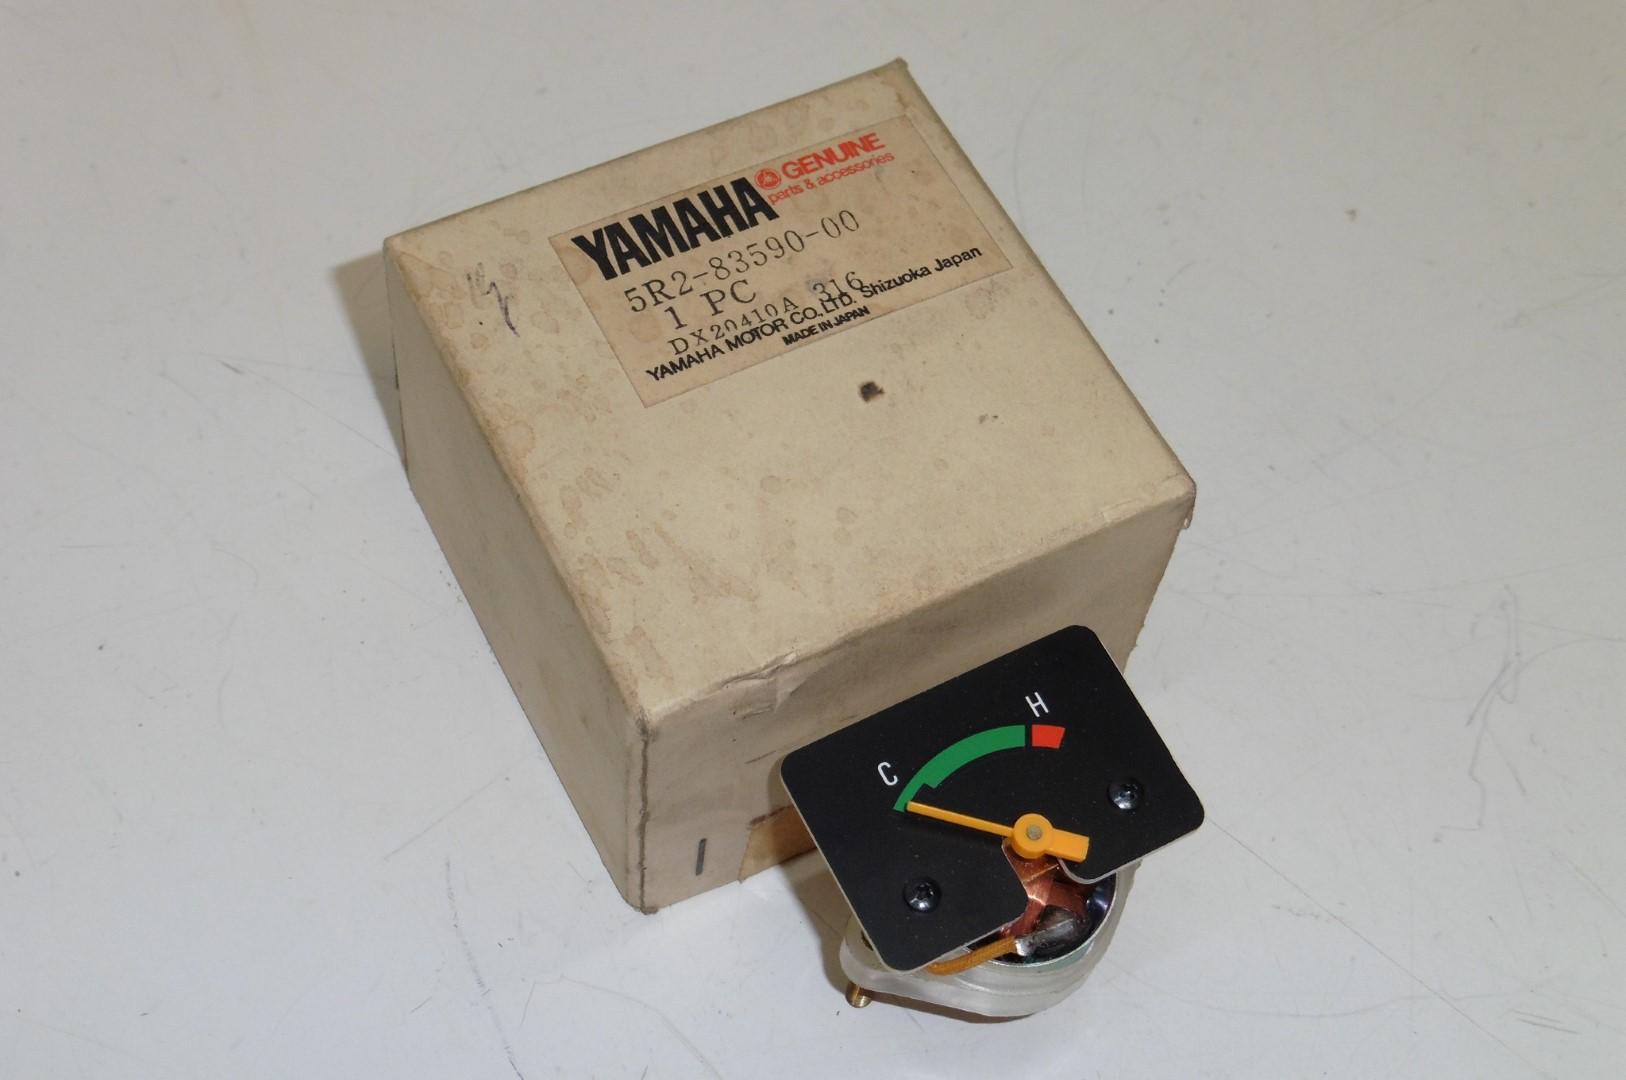 GENUINE
parts & accessories
YAMAHA
5R2-83590-00
1 PC
DX20410A 316
YAMAHA MOTOR CO., LTD. Shizuoka Japan
MADE IN JAPAN
H
C